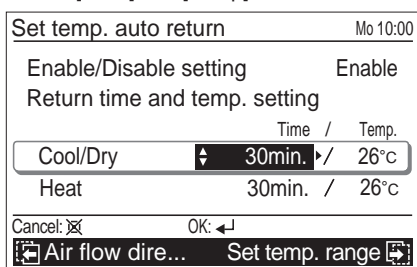 Set temp. auto return Mo 10:00
Enable/Disable setting Enable
Return time and temp. setting
Time / Temp.
Cool/Dry 30min. / 26°C
Heat 30min. / 26°C
Cancel: OK:
Air flow dire... Set temp. range